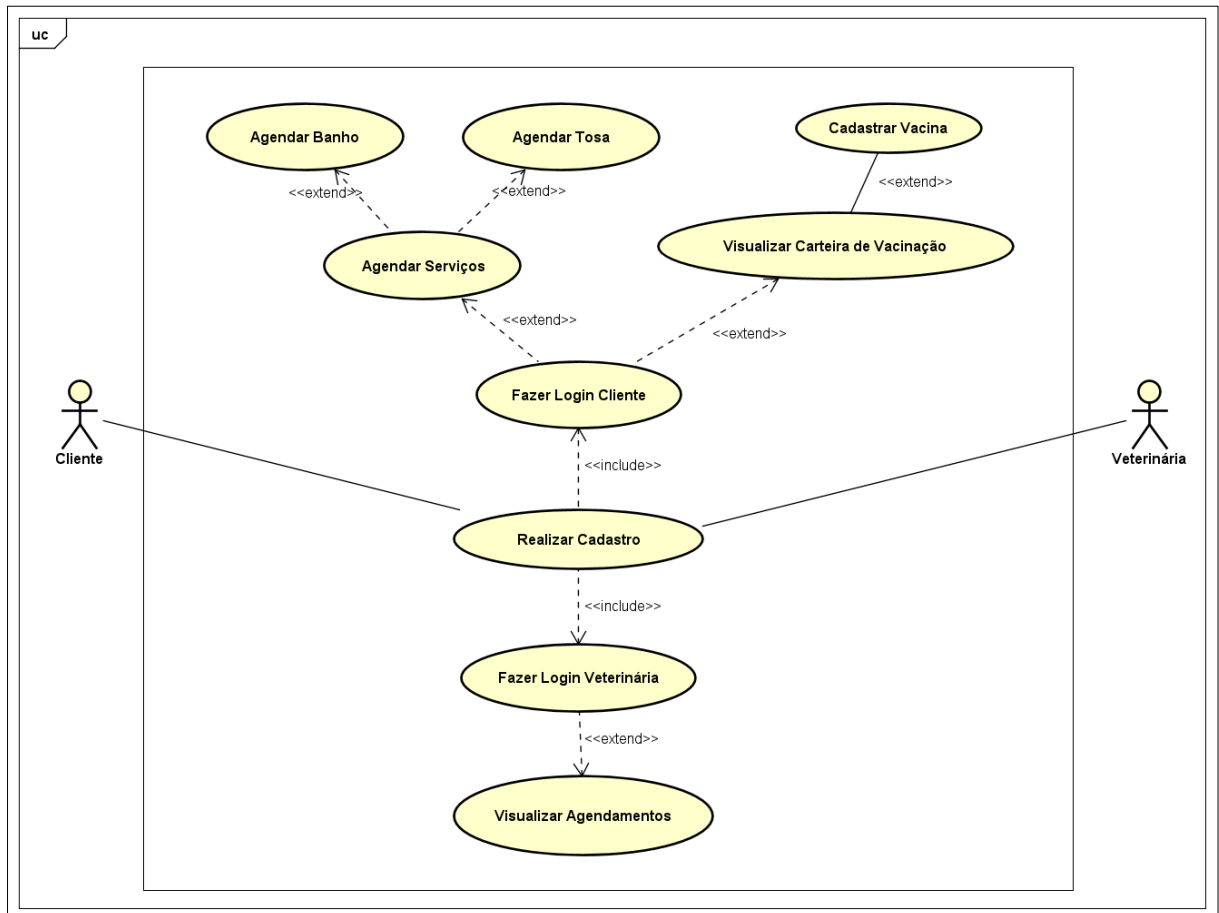 uc
Agendar Banho
Agendar Tosa
Cadastrar Vacina
<<extend>>
<<extend>>
<<extend>>
Agendar Serviços
Visualizar Carteira de Vacinação
<<extend>>
<<extend>>
Fazer Login Cliente
Cliente
Veterinária
<<include>>
Realizar Cadastro
<<include>>
Fazer Login Veterinária
<<extend>>
Visualizar Agendamentos